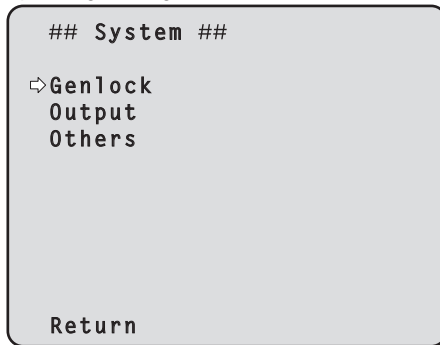 ## System ##
⇨Genlock
Output
Others
Return